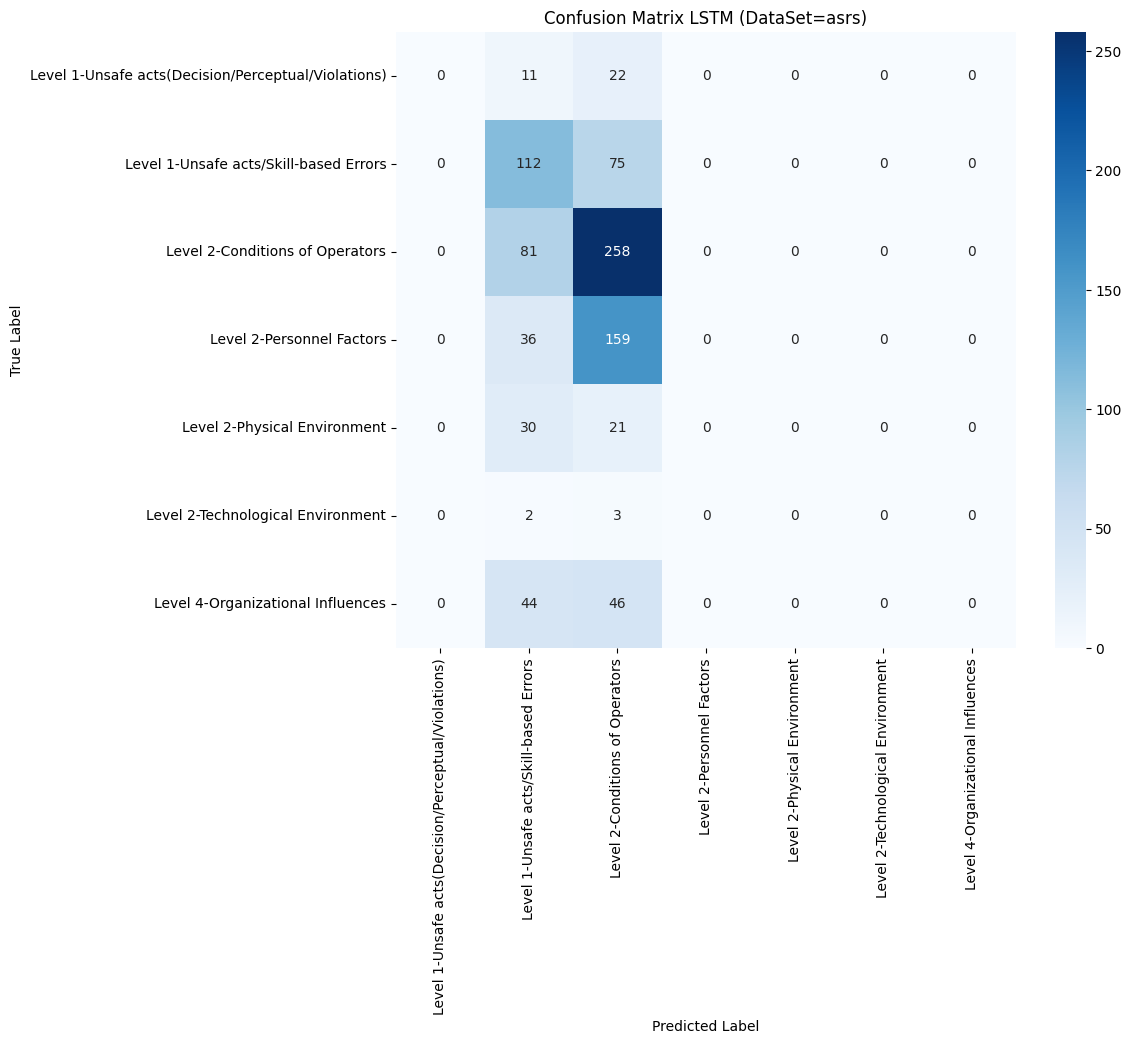 Confusion Matrix LSTM (DataSet=asrs)
True Label
Level 1-Unsafe acts(Decision/Perceptual/Violations)
0 11 22 0 0 0 0
Level 1-Unsafe acts/Skill-based Errors
0 112 75 0 0 0 0
Level 2-Conditions of Operators
0 81 258 0 0 0 0
Level 2-Personnel Factors
0 36 159 0 0 0 0
Level 2-Physical Environment
0 30 21 0 0 0 0
Level 2-Technological Environment
0 2 3 0 0 0 0
Level 4-Organizational Influences
0 44 46 0 0 0 0
250
200
150
100
50
0
Level 1-Unsafe acts(Decision/Perceptual/Violations)
Level 1-Unsafe acts/Skill-based Errors
Level 2-Conditions of Operators
Level 2-Personnel Factors
Level 2-Physical Environment
Level 2-Technological Environment
Level 4-Organizational Influences
Predicted Label